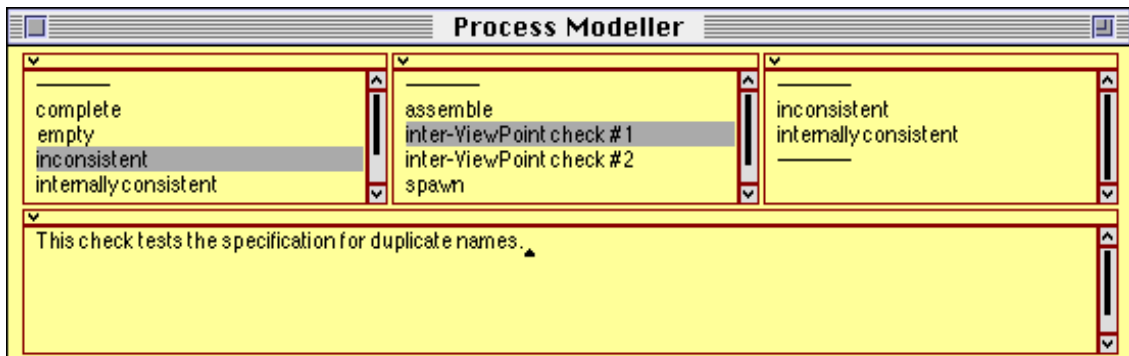 Process Modeller
complete
empty
inconsistent
internally consistent
assemble
inter-ViewPoint check #1
inter-ViewPoint check #2
spawn
inconsistent
internally consistent
This check tests the specification for duplicate names.